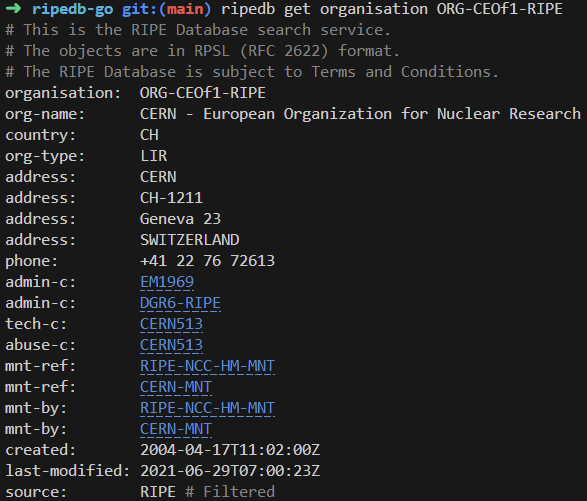 ➜ ripedb-go git:(main) ripedb get organisation ORG-CEOf1-RIPE
# This is the RIPE Database search service.
# The objects are in RPSL (RFC 2622) format.
# The RIPE Database is subject to Terms and Conditions.
organisation: ORG-CEOf1-RIPE
org-name: CERN - European Organization for Nuclear Research
country: CH
org-type: LIR
address: CERN
address: CH-1211
address: Geneva 23
address: SWITZERLAND
phone: +41 22 76 72613
admin-c: EM1969
admin-c: DGR6-RIPE
tech-c: CERN513
abuse-c: CERN513
mnt-ref: RIPE-NCC-HM-MNT
mnt-ref: CERN-MNT
mnt-by: RIPE-NCC-HM-MNT
mnt-by: CERN-MNT
created: 2004-04-17T11:02:00Z
last-modified: 2021-06-29T07:00:23Z
source: RIPE # Filtered